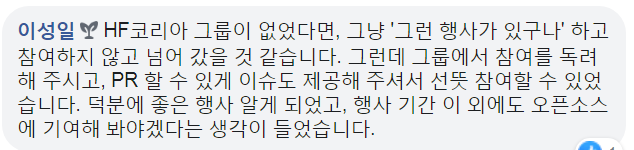 이성일 🌱 HF코리아 그룹이 없었다면, 그냥 '그런 행사가 있구나' 하고
참여하지 않고 넘어 갔을 것 같습니다. 그런데 그룹에서 참여를 독려
해 주시고, PR 할 수 있게 이슈도 제공해 주셔서 선뜻 참여할 수 있었
습니다. 덕분에 좋은 행사 알게 되었고, 행사 기간 이 외에도 오픈소스
에 기여해 봐야겠다는 생각이 들었습니다.